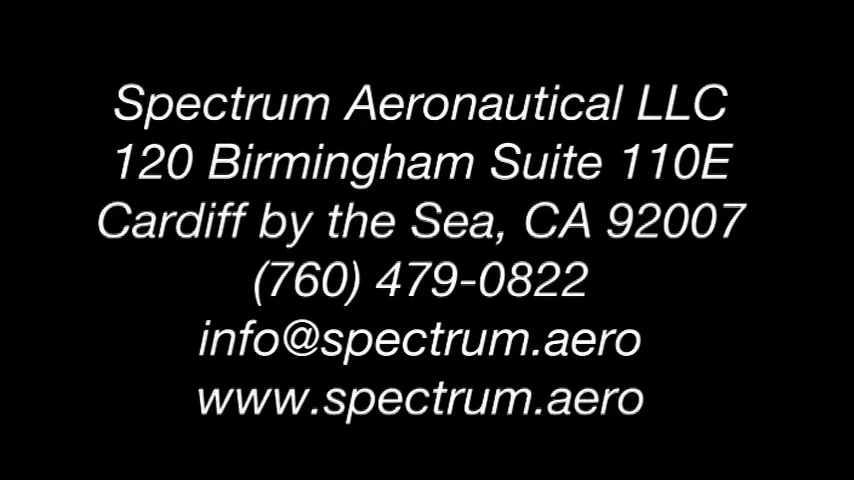 Spectrum Aeronautical LLC
120 Birmingham Suite 110E
Cardiff by the Sea, CA 92007
(760) 479-0822
info@spectrum.aero
www.spectrum.aero